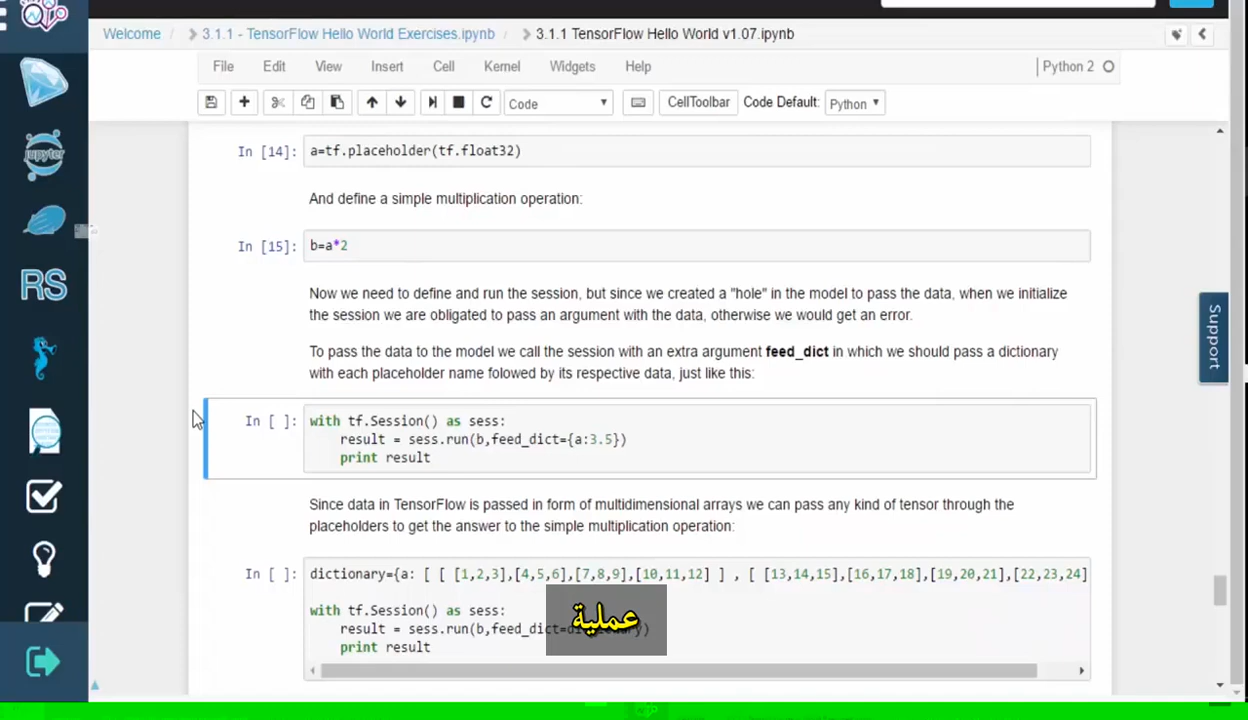 Welcome
3.1.1 - TensorFlow Hello World Exercises.ipynb
3.1.1 TensorFlow Hello World v1.07.ipynb
File Edit View Insert Cell Kernel Widgets Help
Python 2
Code
CellToolbar
Code Default:
Python
In [14]:
a=tf.placeholder(tf.float32)
And define a simple multiplication operation:
In [15]:
b=a*2
Now we need to define and run the session, but since we created a "hole" in the model to pass the data, when we initialize
the session we are obligated to pass an argument with the data, otherwise we would get an error.
To pass the data to the model we call the session with an extra argument feed_dict in which we should pass a dictionary
with each placeholder name folowed by its respective data, just like this:
In [ ]:
with tf.Session() as sess:
    result = sess.run(b,feed_dict={a:3.5})
    print result
Since data in TensorFlow is passed in form of multidimensional arrays we can pass any kind of tensor through the
placeholders to get the answer to the simple multiplication operation:
In [ ]:
dictionary={a: [ [ [1,2,3],[4,5,6],[7,8,9],[10,11,12] ] , [ [13,14,15],[16,17,18],[19,20,21],[22,23,24]
with tf.Session() as sess:
    result = sess.run(b,feed_dict=
    print result
عملية
jupyter
RS
Support